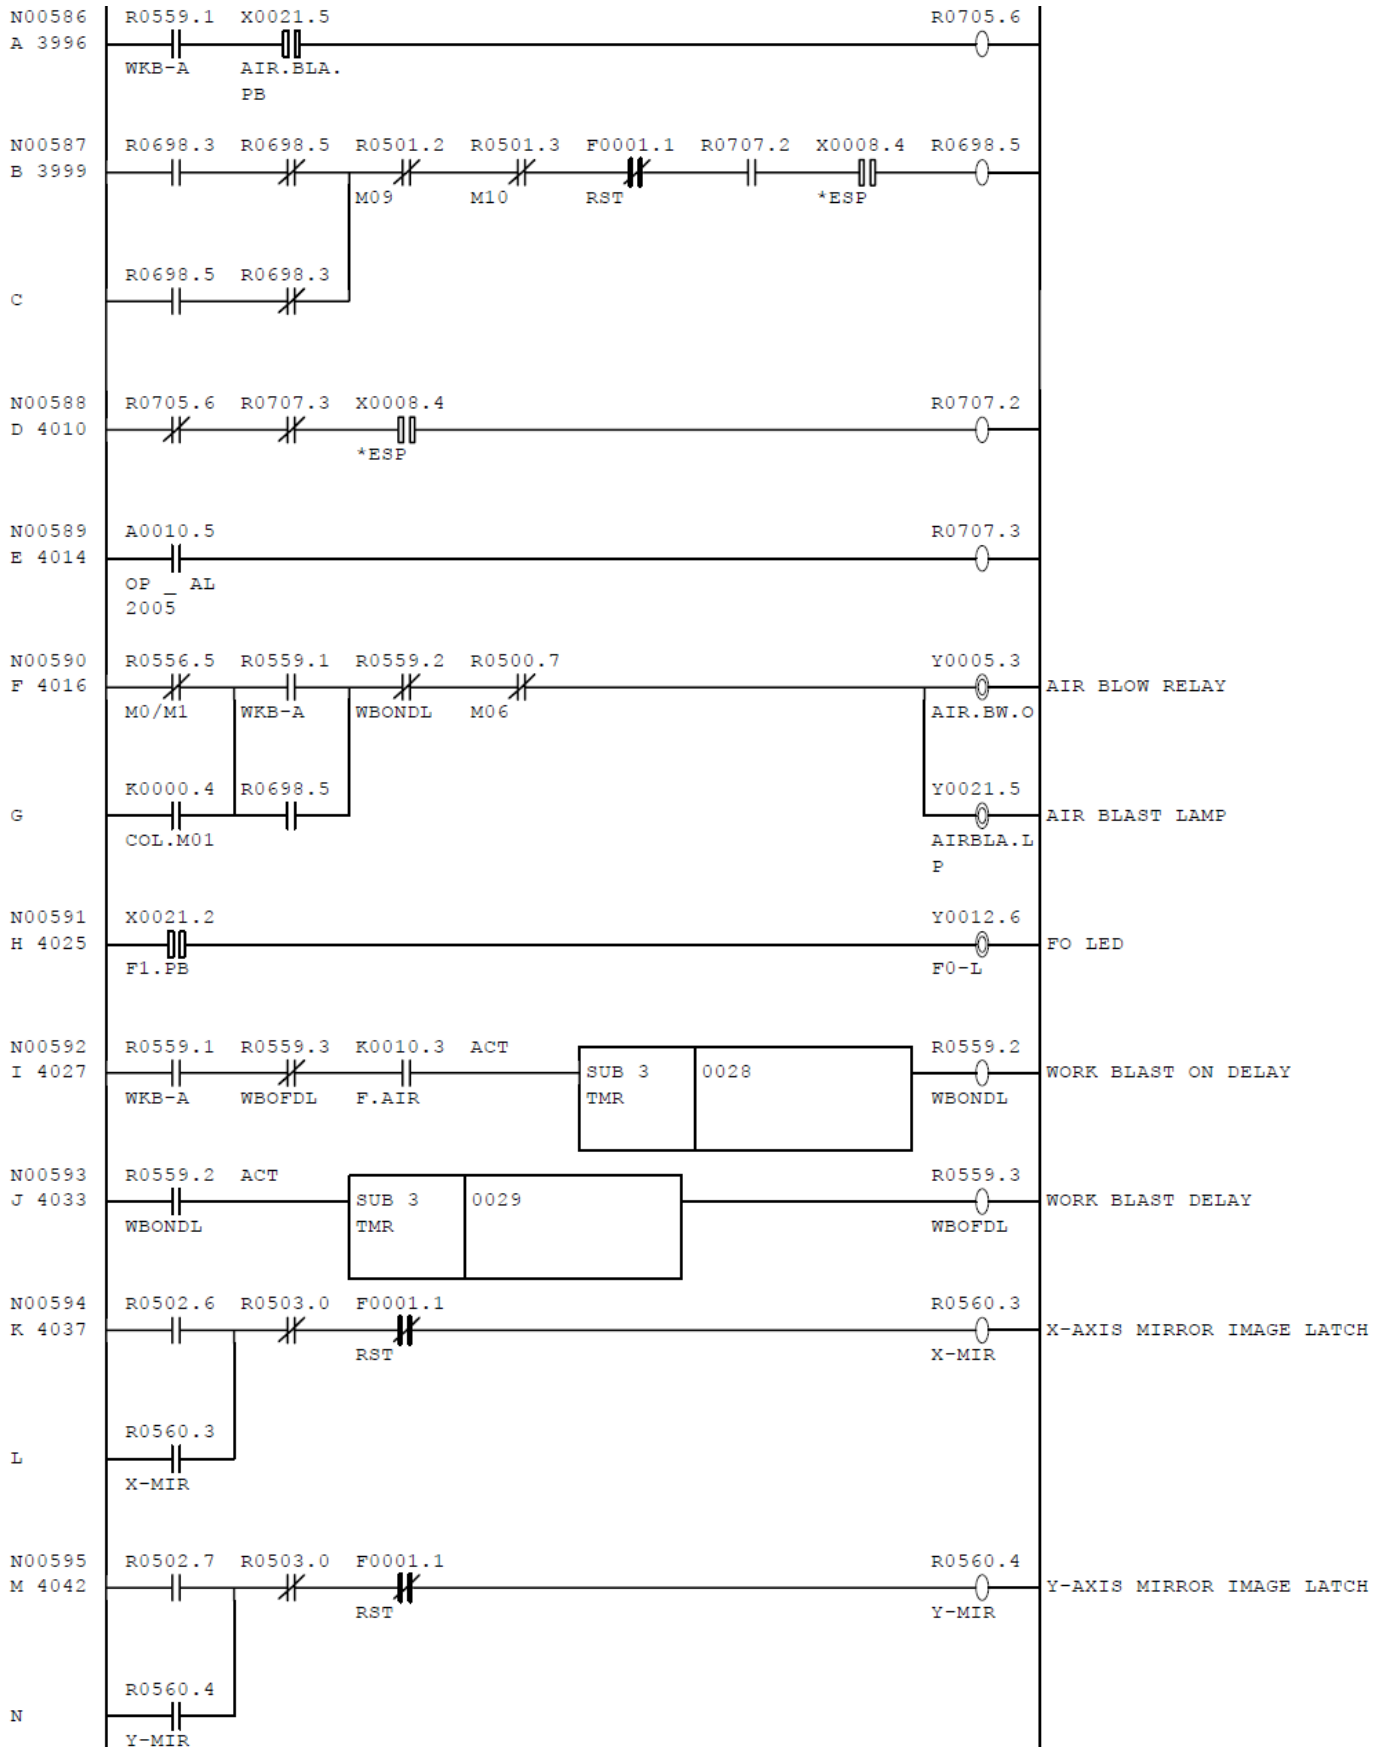 N00586 R0559.1 X0021.5 R0705.6
A 3996
WKB-A AIR.BLA.
PB
N00587 R0698.3 R0698.5 R0501.2 R0501.3 F0001.1 R0707.2 X0008.4 R0698.5
B 3999
M09 M10 RST *ESP
R0698.5 R0698.3
C
N00588 R0705.6 R0707.3 X0008.4 R0707.2
D 4010
*ESP
N00589 A0010.5 R0707.3
E 4014
OP _ AL
2005
N00590 R0556.5 R0559.1 R0559.2 R0500.7 Y0005.3
F 4016 AIR BLOW RELAY
M0/M1 WKB-A WBONDL M06 AIR.BW.O
K0000.4 R0698.5 Y0021.5
G AIR BLAST LAMP
COL.M01 AIRBLA.L
P
N00591 X0021.2 Y0012.6
H 4025 FO LED
F1.PB F0-L
N00592 R0559.1 R0559.3 K0010.3 ACT R0559.2
I 4027 SUB 3 0028 WORK BLAST ON DELAY
WKB-A WBOFDL F.AIR TMR WBONDL
N00593 R0559.2 ACT R0559.3
J 4033 SUB 3 0029 WORK BLAST DELAY
WBONDL TMR WBOFDL
N00594 R0502.6 R0503.0 F0001.1 R0560.3
K 4037 X-AXIS MIRROR IMAGE LATCH
RST X-MIR
R0560.3
L
X-MIR
N00595 R0502.7 R0503.0 F0001.1 R0560.4
M 4042 Y-AXIS MIRROR IMAGE LATCH
RST Y-MIR
R0560.4
N
Y-MIR